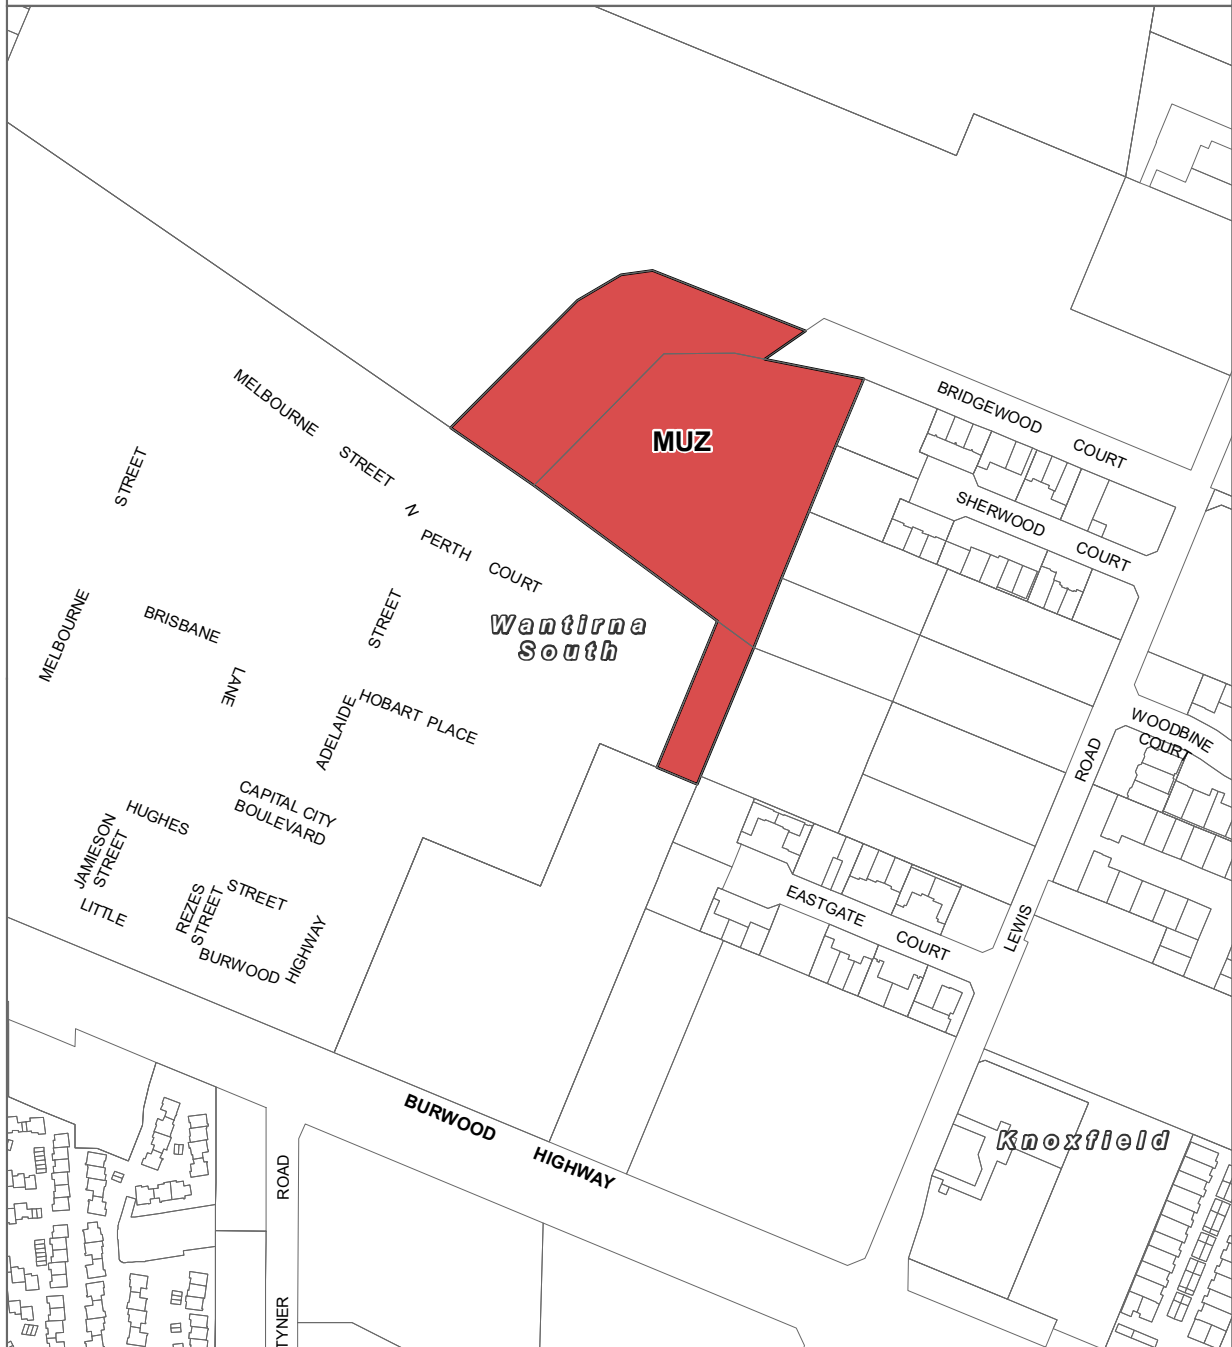 MELBOURNE
STREET
N
BRIDGEWOOD
COURT
MUZ
STREET
SHERWOOD
COURT
PERTH
COURT
MELBOURNE
BRISBANE
LANE
STREET
Wantirna
South
ADELAIDE
HOBART PLACE
WOODBINE
COURT
ROAD
CAPITAL CITY
BOULEVARD
HUGHES
STREET
JAMIESON
STREET
LITTLE
REZES
STREET
BURWOOD
HIGHWAY
EASTGATE
COURT
LEWIS
BURWOOD
HIGHWAY
Knoxfield
ROAD
TYNER